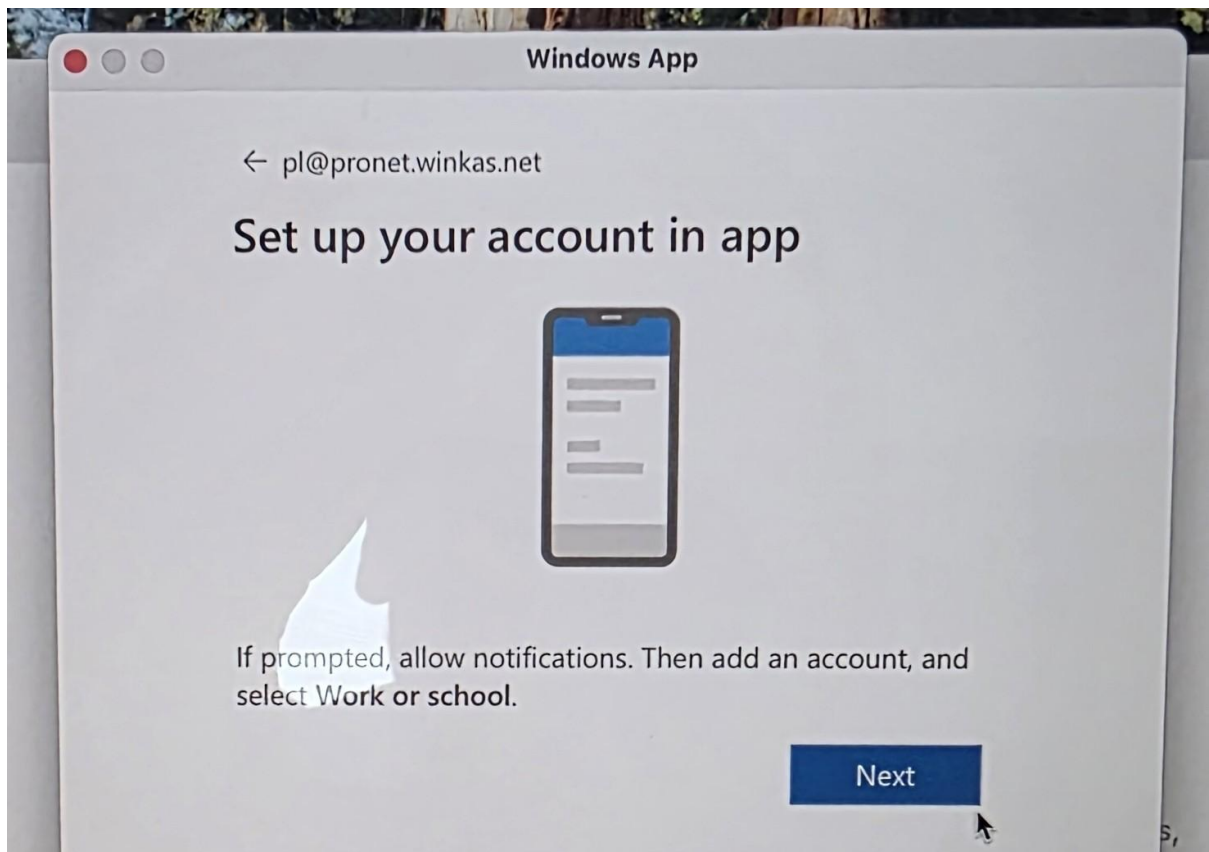 Windows App
← pl@pronet.winkas.net
Set up your account in app
If prompted, allow notifications. Then add an account, and
select Work or school.
Next
s,